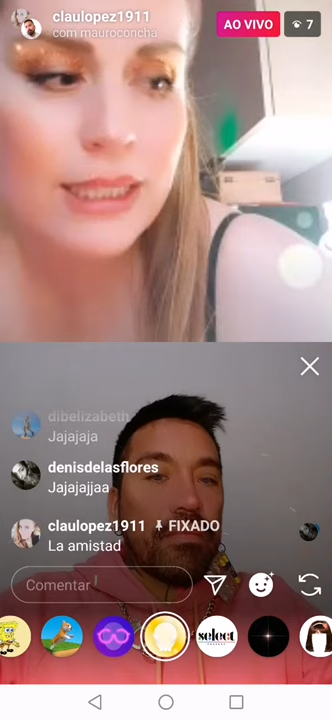 claulopez1911
com mauroconcha
AO VIVO
7
dibelizabeth
Jajajaja
denisdelasflores
Jajajajjaa
claulopez1911 FIXADO
La amistad
Comentar
select